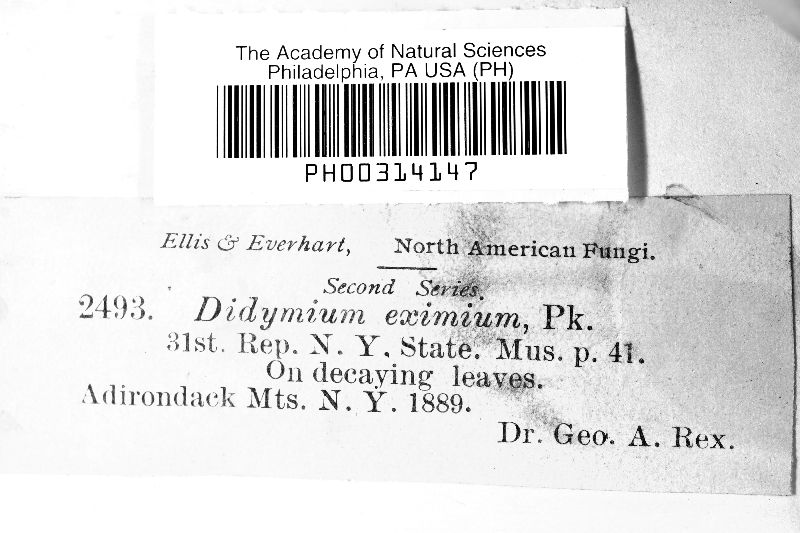 The Academy of Natural Sciences
Philadelphia, PA USA (PH)
PH00314147
Ellis & Everhart, North American Fungi.
Second Series.
2493. Didymium eximium, Pk.
31st. Rep. N. Y. State. Mus. p. 41.
On decaying leaves.
Adirondack Mts. N. Y. 1889.
Dr. Geo. A. Rex.